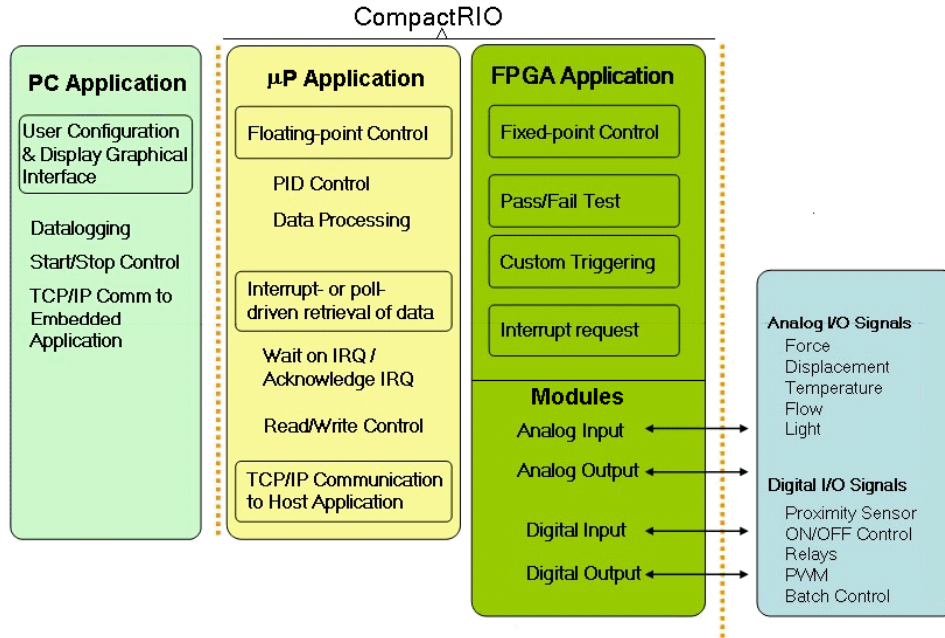 CompactRIO
PC Application
User Configuration
& Display Graphical
Interface
Datalogging
Start/Stop Control
TCP/IP Comm to
Embedded
Application
µP Application
Floating-point Control
PID Control
Data Processing
Interrupt- or poll-
driven retrieval of data
Wait on IRQ /
Acknowledge IRQ
Read/Write Control
TCP/IP Communication
to Host Application
FPGA Application
Fixed-point Control
Pass/Fail Test
Custom Triggering
Interrupt request
Modules
Analog Input
Analog Output
Digital Input
Digital Output
Analog I/O Signals
Force
Displacement
Temperature
Flow
Light
Digital I/O Signals
Proximity Sensor
ON/OFF Control
Relays
PWM
Batch Control